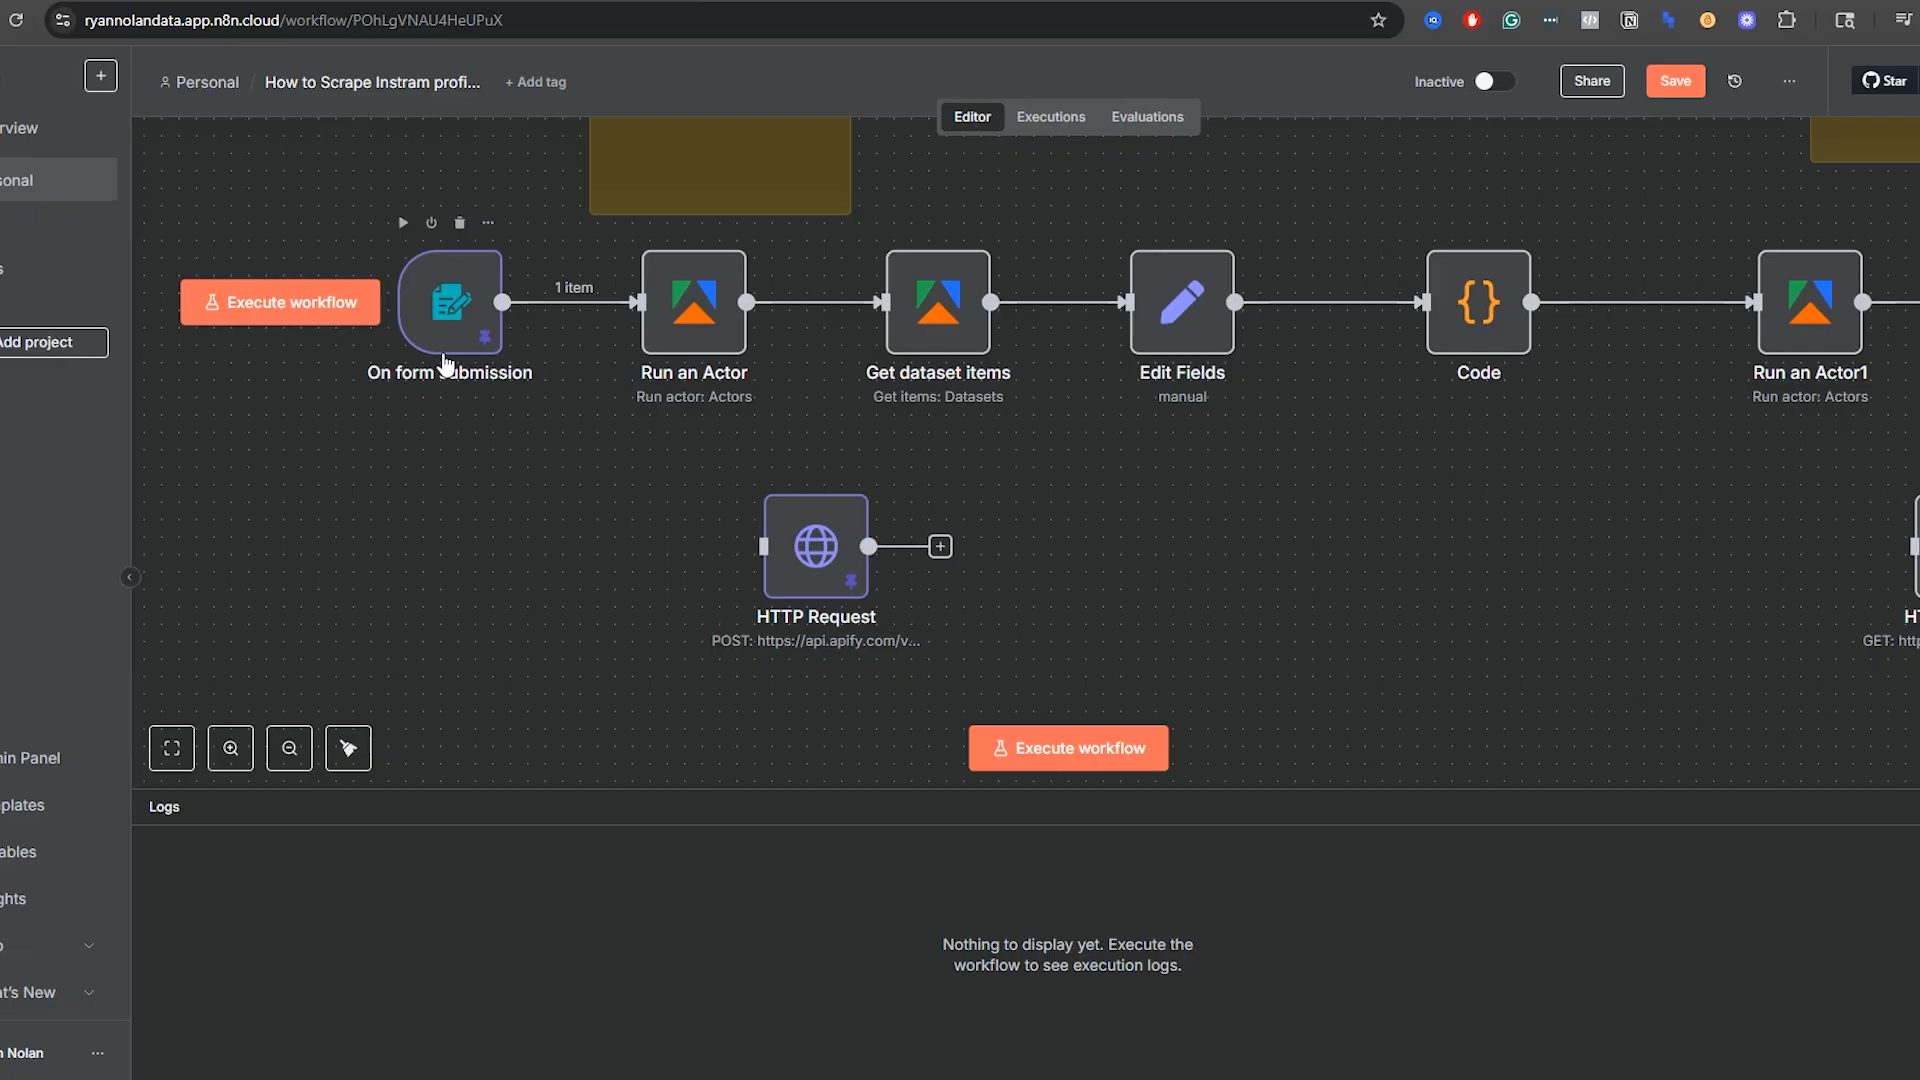 ryannolandata.app.n8n.cloud/workflow/POhLgVNAU4HeUPuX
Personal / How to Scrape Instram profi... + Add tag
Inactive
Share
Save
Star
Editor Executions Evaluations
rview
sonal
s
Add project
Execute workflow
1 item
On form submission
Run an Actor
Run actor: Actors
Get dataset items
Get items: Datasets
Edit Fields
manual
Code
Run an Actor1
Run actor: Actors
HTTP Request
POST: https://api.apify.com/v...
HT
GET: http
Execute workflow
nin Panel
plates
ables
ghts
p
at's New
n Nolan
Logs
Nothing to display yet. Execute the
workflow to see execution logs.